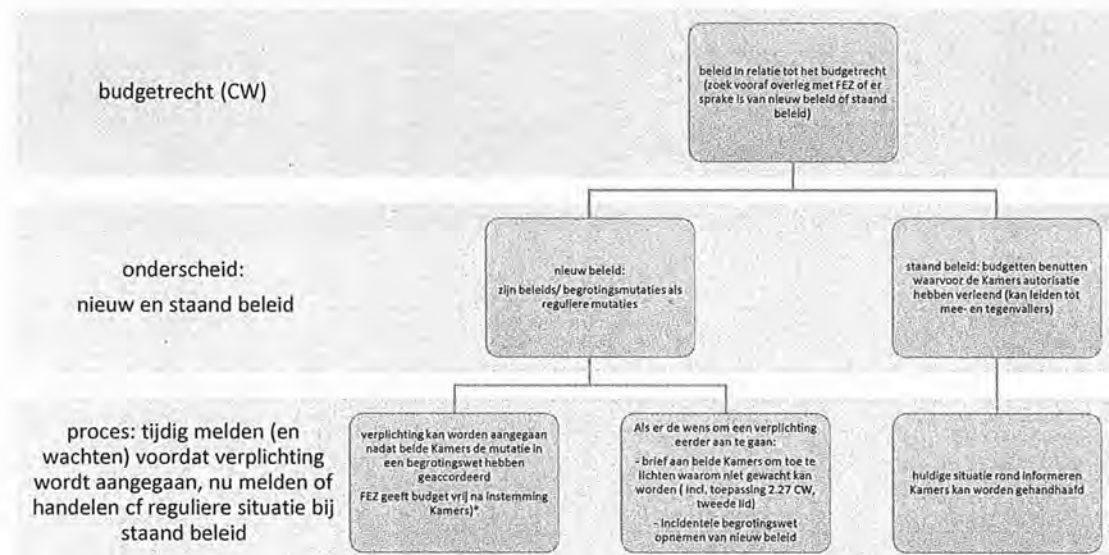 budgetrecht (CW)
beleid in relatie tot het budgetrecht
(zoek vooraf overleg met FEZ of er
sprake is van nieuw beleid of staand
beleid)
onderscheid:
nieuw en staand beleid
nieuw beleid:
zijn beleids/ begrotingsmutaties als
reguliere mutaties
staand beleid: budgetten benutten
waarvoor de Kamers autorisatie
hebben verleend (kan leiden tot
mee- en tegenvallers)
proces: tijdig melden (en
wachten) voordat verplichting
wordt aangegaan, nu melden of
handelen cf reguliere situatie bij
staand beleid
verplichting kan worden aangegaan
nadat beide Kamers de mutatie in
een begrotingswet hebben
geaccordeerd
FEZ geeft budget vrij na instemming
Kamers)*
Als er de wens om een verplichting
eerder aan te gaan:
- brief aan beide Kamers om toe te
lichten waarom niet gewacht kan
worden ( incl. toepassing 2.27 CW,
tweede lid)
- Incidentele begrotingswet
opnemen van nieuw beleid
huidige situatie rond informeren
Kamers kan worden gehandhaafd